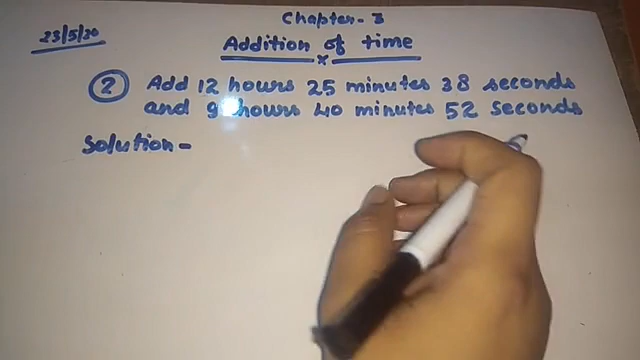 Chapter-3
23/5/20
Addition of time
② Add 12 hours 25 minutes 38 seconds
and 9 hours 40 minutes 52 seconds
Solution-